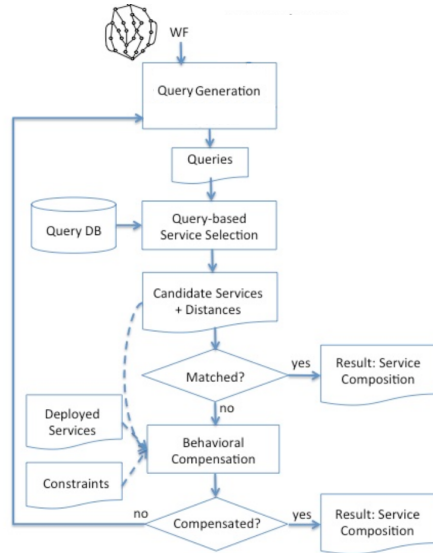 WF
Query Generation
Queries
Query DB
Query-based
Service Selection
Candidate Services
+ Distances
Matched?
yes
Result: Service
Composition
no
Deployed
Services
Behavioral
Compensation
Constraints
no
Compensated?
yes
Result: Service
Composition